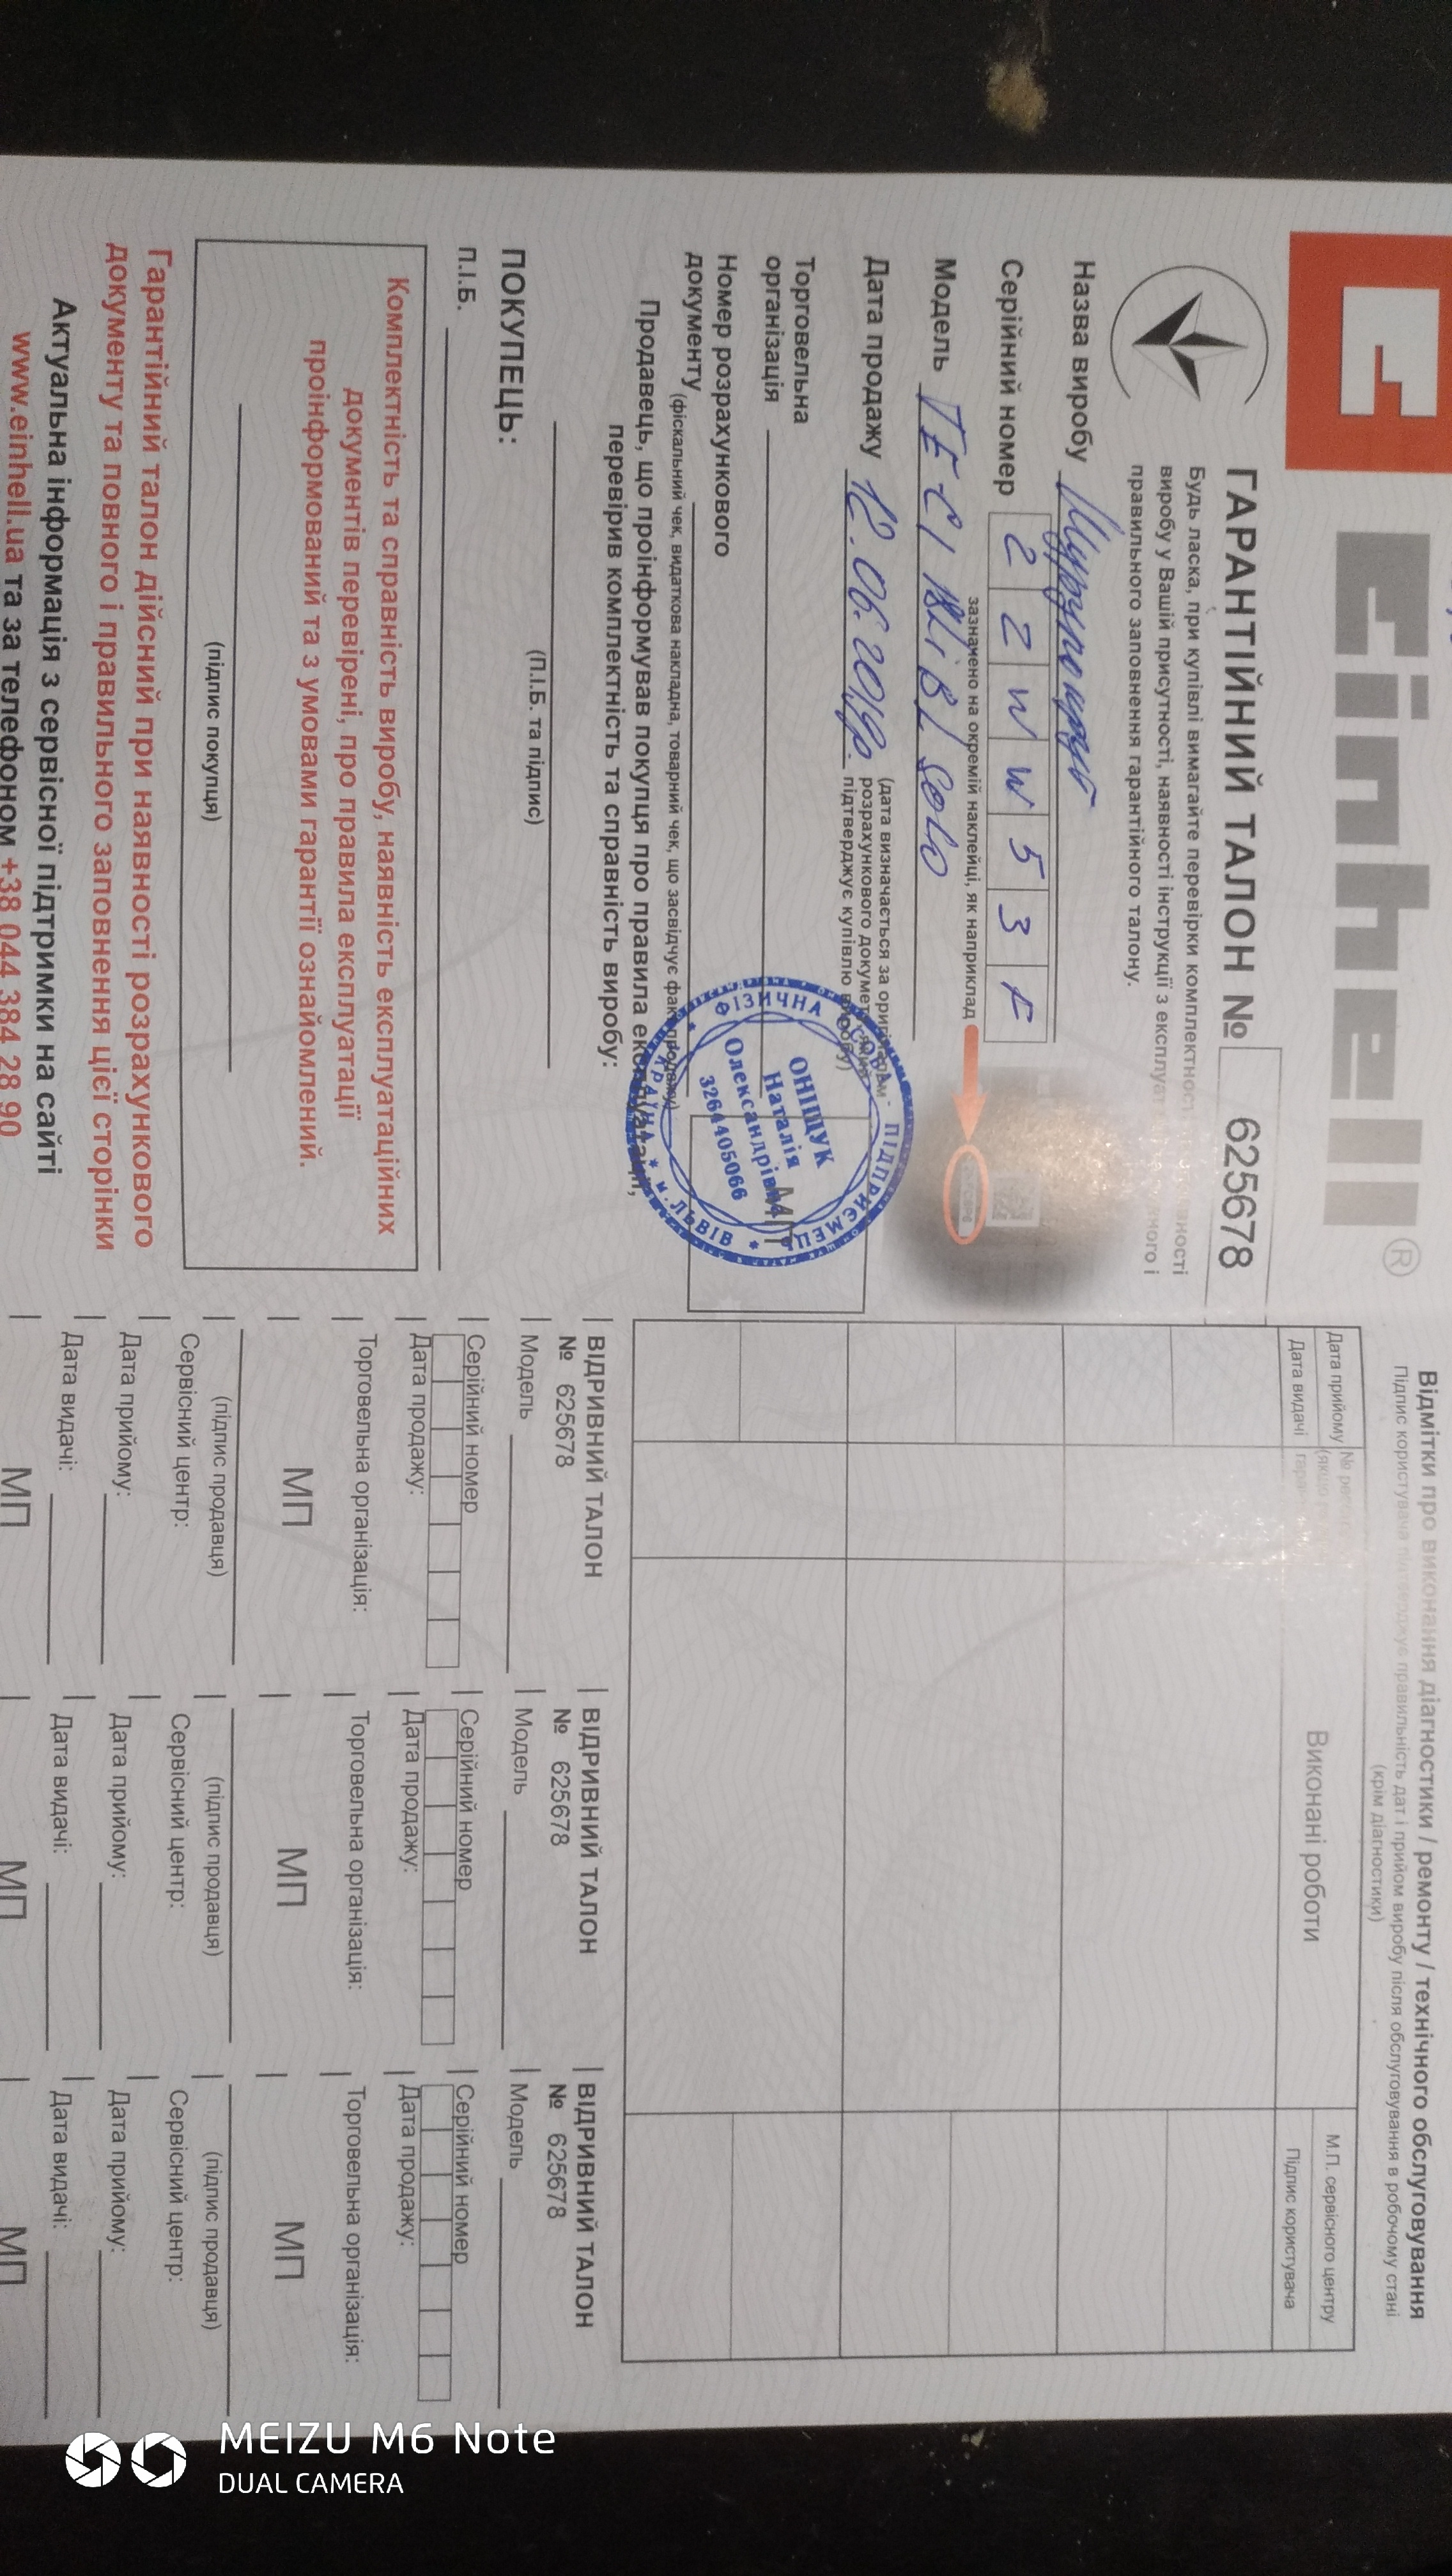 Einhell®
ГАРАНТІЙНИЙ ТАЛОН № 625678
Будь ласка, при купівлі вимагайте перевірки комплектності
виробу у Вашій присутності, наявності інструкції з експлуатації
правильного заповнення гарантійного талону.
Назва виробу Шуруповерт
Серійний номер 2 2 W W 5 3
зазначено на окремій наклейці, як наприклад
Модель TE-CI Solo
Дата продажу 12.06.2019р.
(дата визначається за оригіналом
розрахункового документа, який
підтверджує купівлю виробу)
Торговельна
організація
Номер розрахункового
документу
(фіскальний чек, видаткова накладна, товарний чек, що засвідчує факт продажу)
Продавець, що проінформував покупця про правила експлуатації,
перевірив комплектність та справність виробу:
(П.І.Б. та підпис)
МП
ФІЗИЧНА ОСОБА - ПІДПРИЄМЕЦЬ * УКРАЇНА * м.ЛЬВІВ *
ОНІЩУК
Наталія
Олександрівна
3264405066
ПОКУПЕЦЬ:
П.І.Б.
Комплектність та справність виробу, наявність експлуатаційних
документів перевірені, про правила експлуатації
проінформований та з умовами гарантії ознайомлений.
(підпис покупця)
Гарантійний талон дійсний при наявності розрахункового
документу та повного і правильного заповнення цієї сторінки
Актуальна інформація з сервісної підтримки на сайті
www.einhell.ua та за телефоном +38 044 384 28 90
Відмітки про виконання діагностики / ремонту / технічного обслуговування
Підпис користувача підтверджує правильність дат і прийом виробу після обслуговування в робочому стані
(крім діагностики)
Дата прийому
Дата видачі
Виконані роботи
М.П. сервісного центру
Підпис користувача
ВІДРИВНИЙ ТАЛОН
№ 625678
Модель
Серійний номер
Дата продажу:
Торговельна організація:
МП
(підпис продавця)
Сервісний центр:
Дата прийому:
Дата видачі:
МП
ВІДРИВНИЙ ТАЛОН
№ 625678
Модель
Серійний номер
Дата продажу:
Торговельна організація:
МП
(підпис продавця)
Сервісний центр:
Дата прийому:
Дата видачі:
МП
ВІДРИВНИЙ ТАЛОН
№ 625678
Модель
Серійний номер
Дата продажу:
Торговельна організація:
МП
(підпис продавця)
Сервісний центр:
Дата прийому:
Дата видачі:
МП
MEIZU M6 Note
DUAL CAMERA